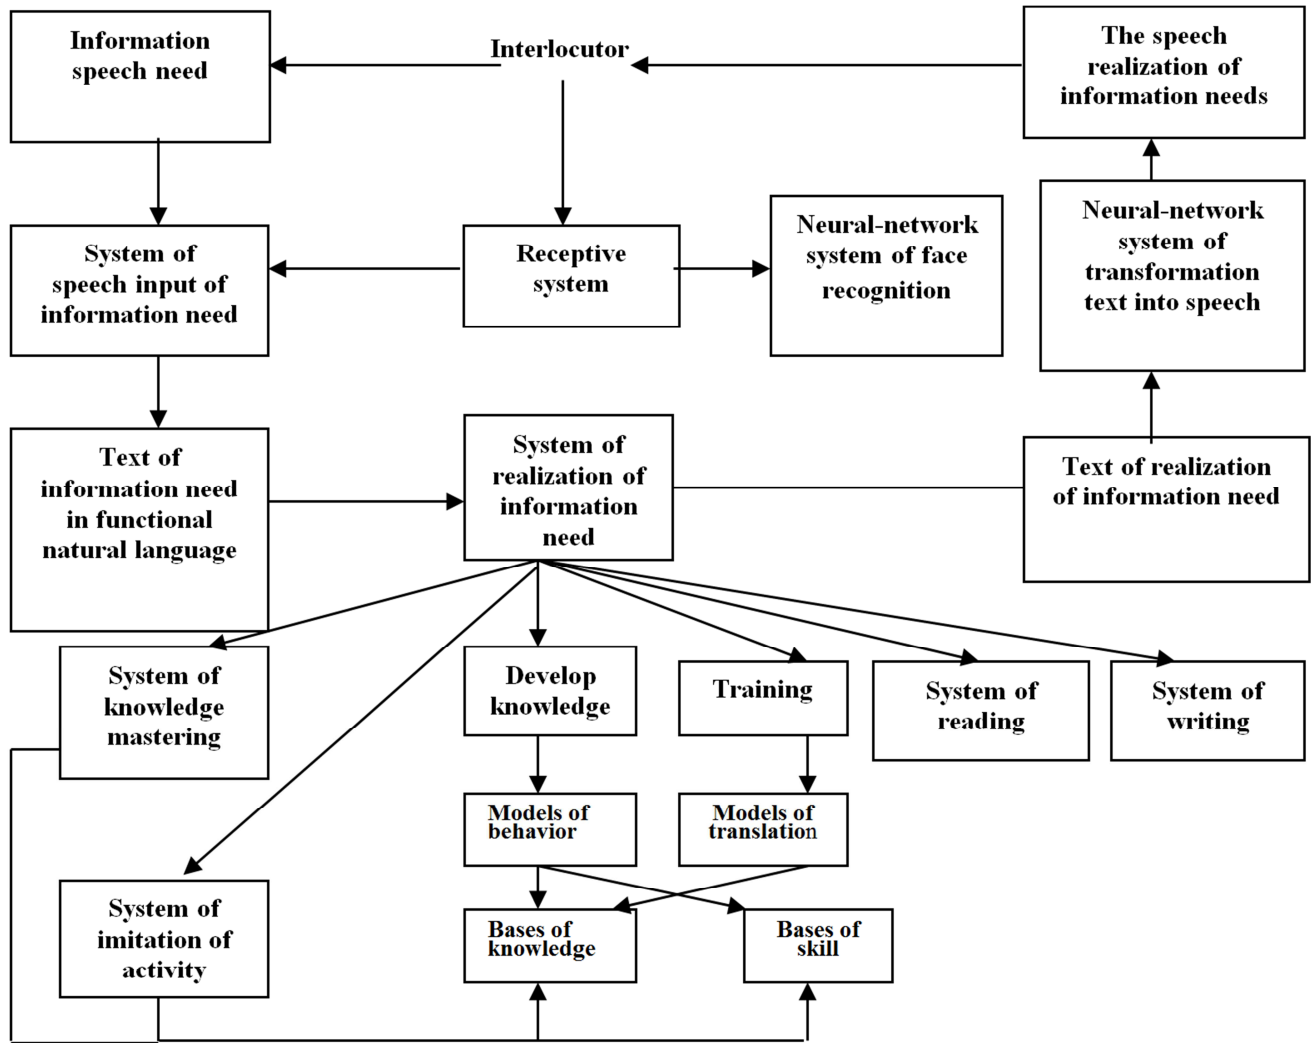 Information
speech need
Interlocutor
The speech
realization of
information needs
System of
speech input of
information need
Receptive
system
Neural-network
system of face
recognition
Neural-network
system of
transformation
text into speech
Text of
information need
in functional
natural language
System of
realization of
information
need
Text of realization
of information need
System of
knowledge
mastering
Develop
knowledge
Training
System of
reading
System of
writing
Models of
behavior
Models of
translation
System of
imitation of
activity
Bases of
knowledge
Bases of
skill